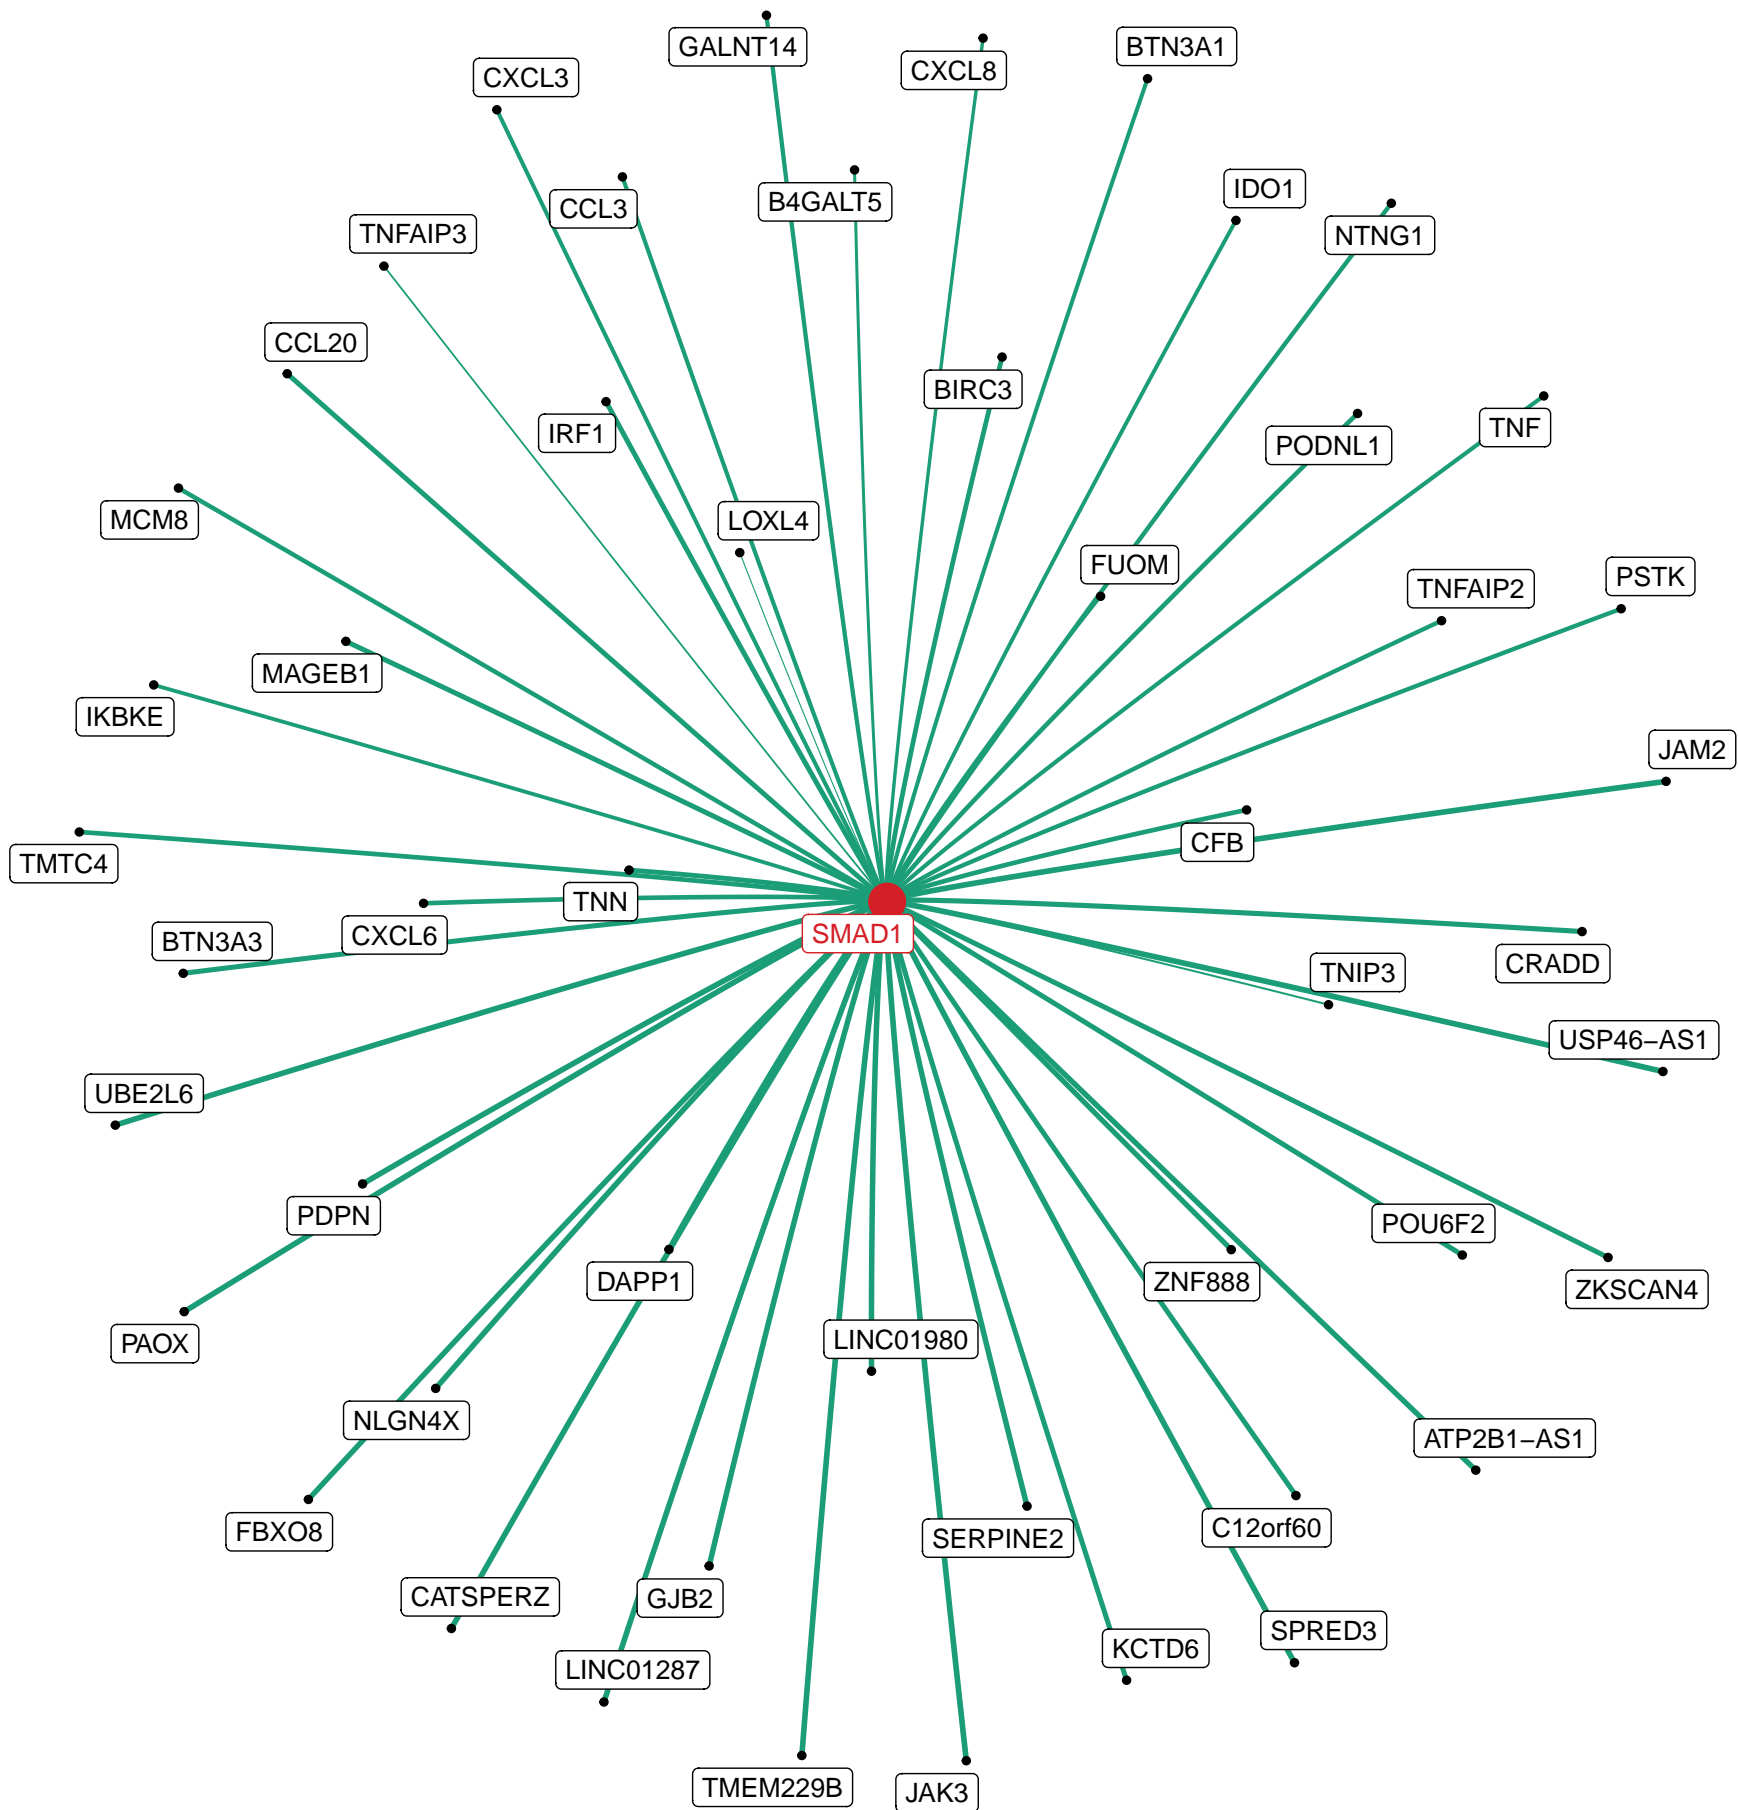 GALNT14
BTN3A1
CXCL8
CXCL3
IDO1
B4GALT5
CCL3
TNFAIP3
NTNG1
CCL20
BIRC3
TNF
IRF1
PODNL1
MCM8
LOXL4
FUOM
PSTK
TNFAIP2
MAGEB1
IKBKE
JAM2
CFB
TMTC4
TNN
SMAD1
CXCL6
BTN3A3
CRADD
TNIP3
USP46−AS1
UBE2L6
PDPN
POU6F2
DAPP1
ZNF888
ZKSCAN4
LINC01980
PAOX
NLGN4X
ATP2B1−AS1
C12orf60
FBXO8
SERPINE2
CATSPERZ
GJB2
SPRED3
KCTD6
LINC01287
TMEM229B
JAK3